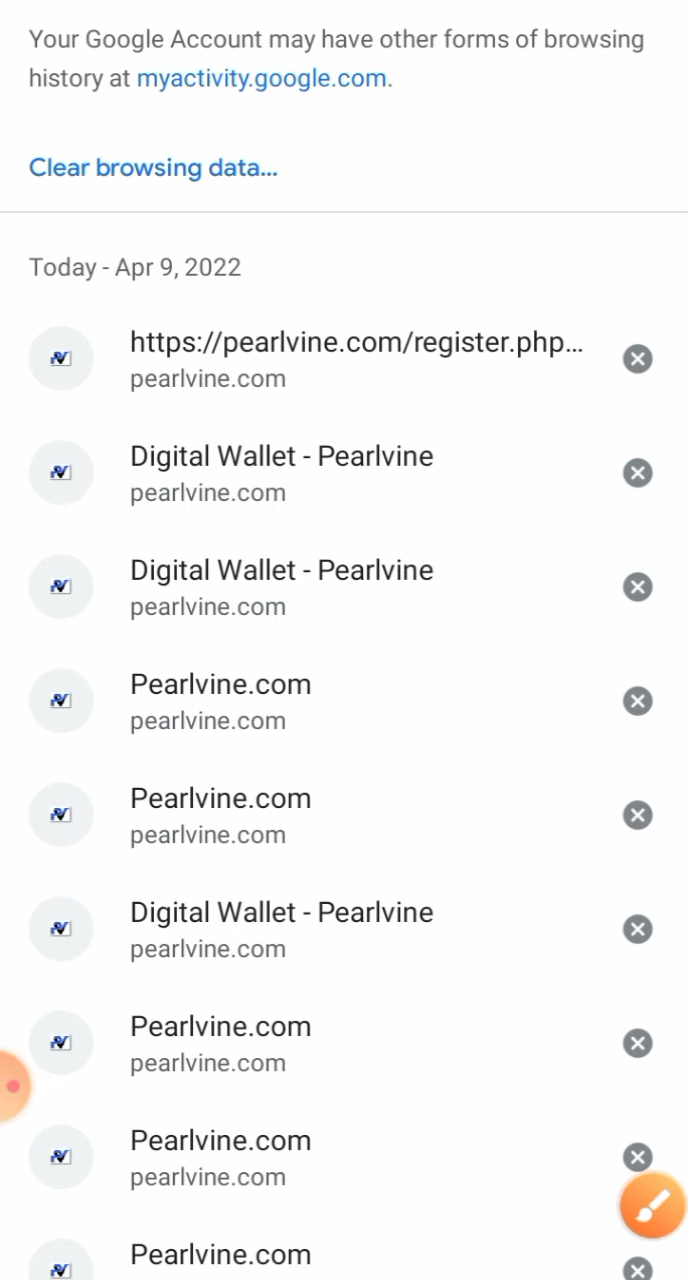 Your Google Account may have other forms of browsing
history at myactivity.google.com.
Clear browsing data...
Today - Apr 9, 2022
https://pearlvine.com/register.php...
pearlvine.com
Digital Wallet - Pearlvine
pearlvine.com
Digital Wallet - Pearlvine
pearlvine.com
Pearlvine.com
pearlvine.com
Pearlvine.com
pearlvine.com
Digital Wallet - Pearlvine
pearlvine.com
Pearlvine.com
pearlvine.com
Pearlvine.com
pearlvine.com
Pearlvine.com